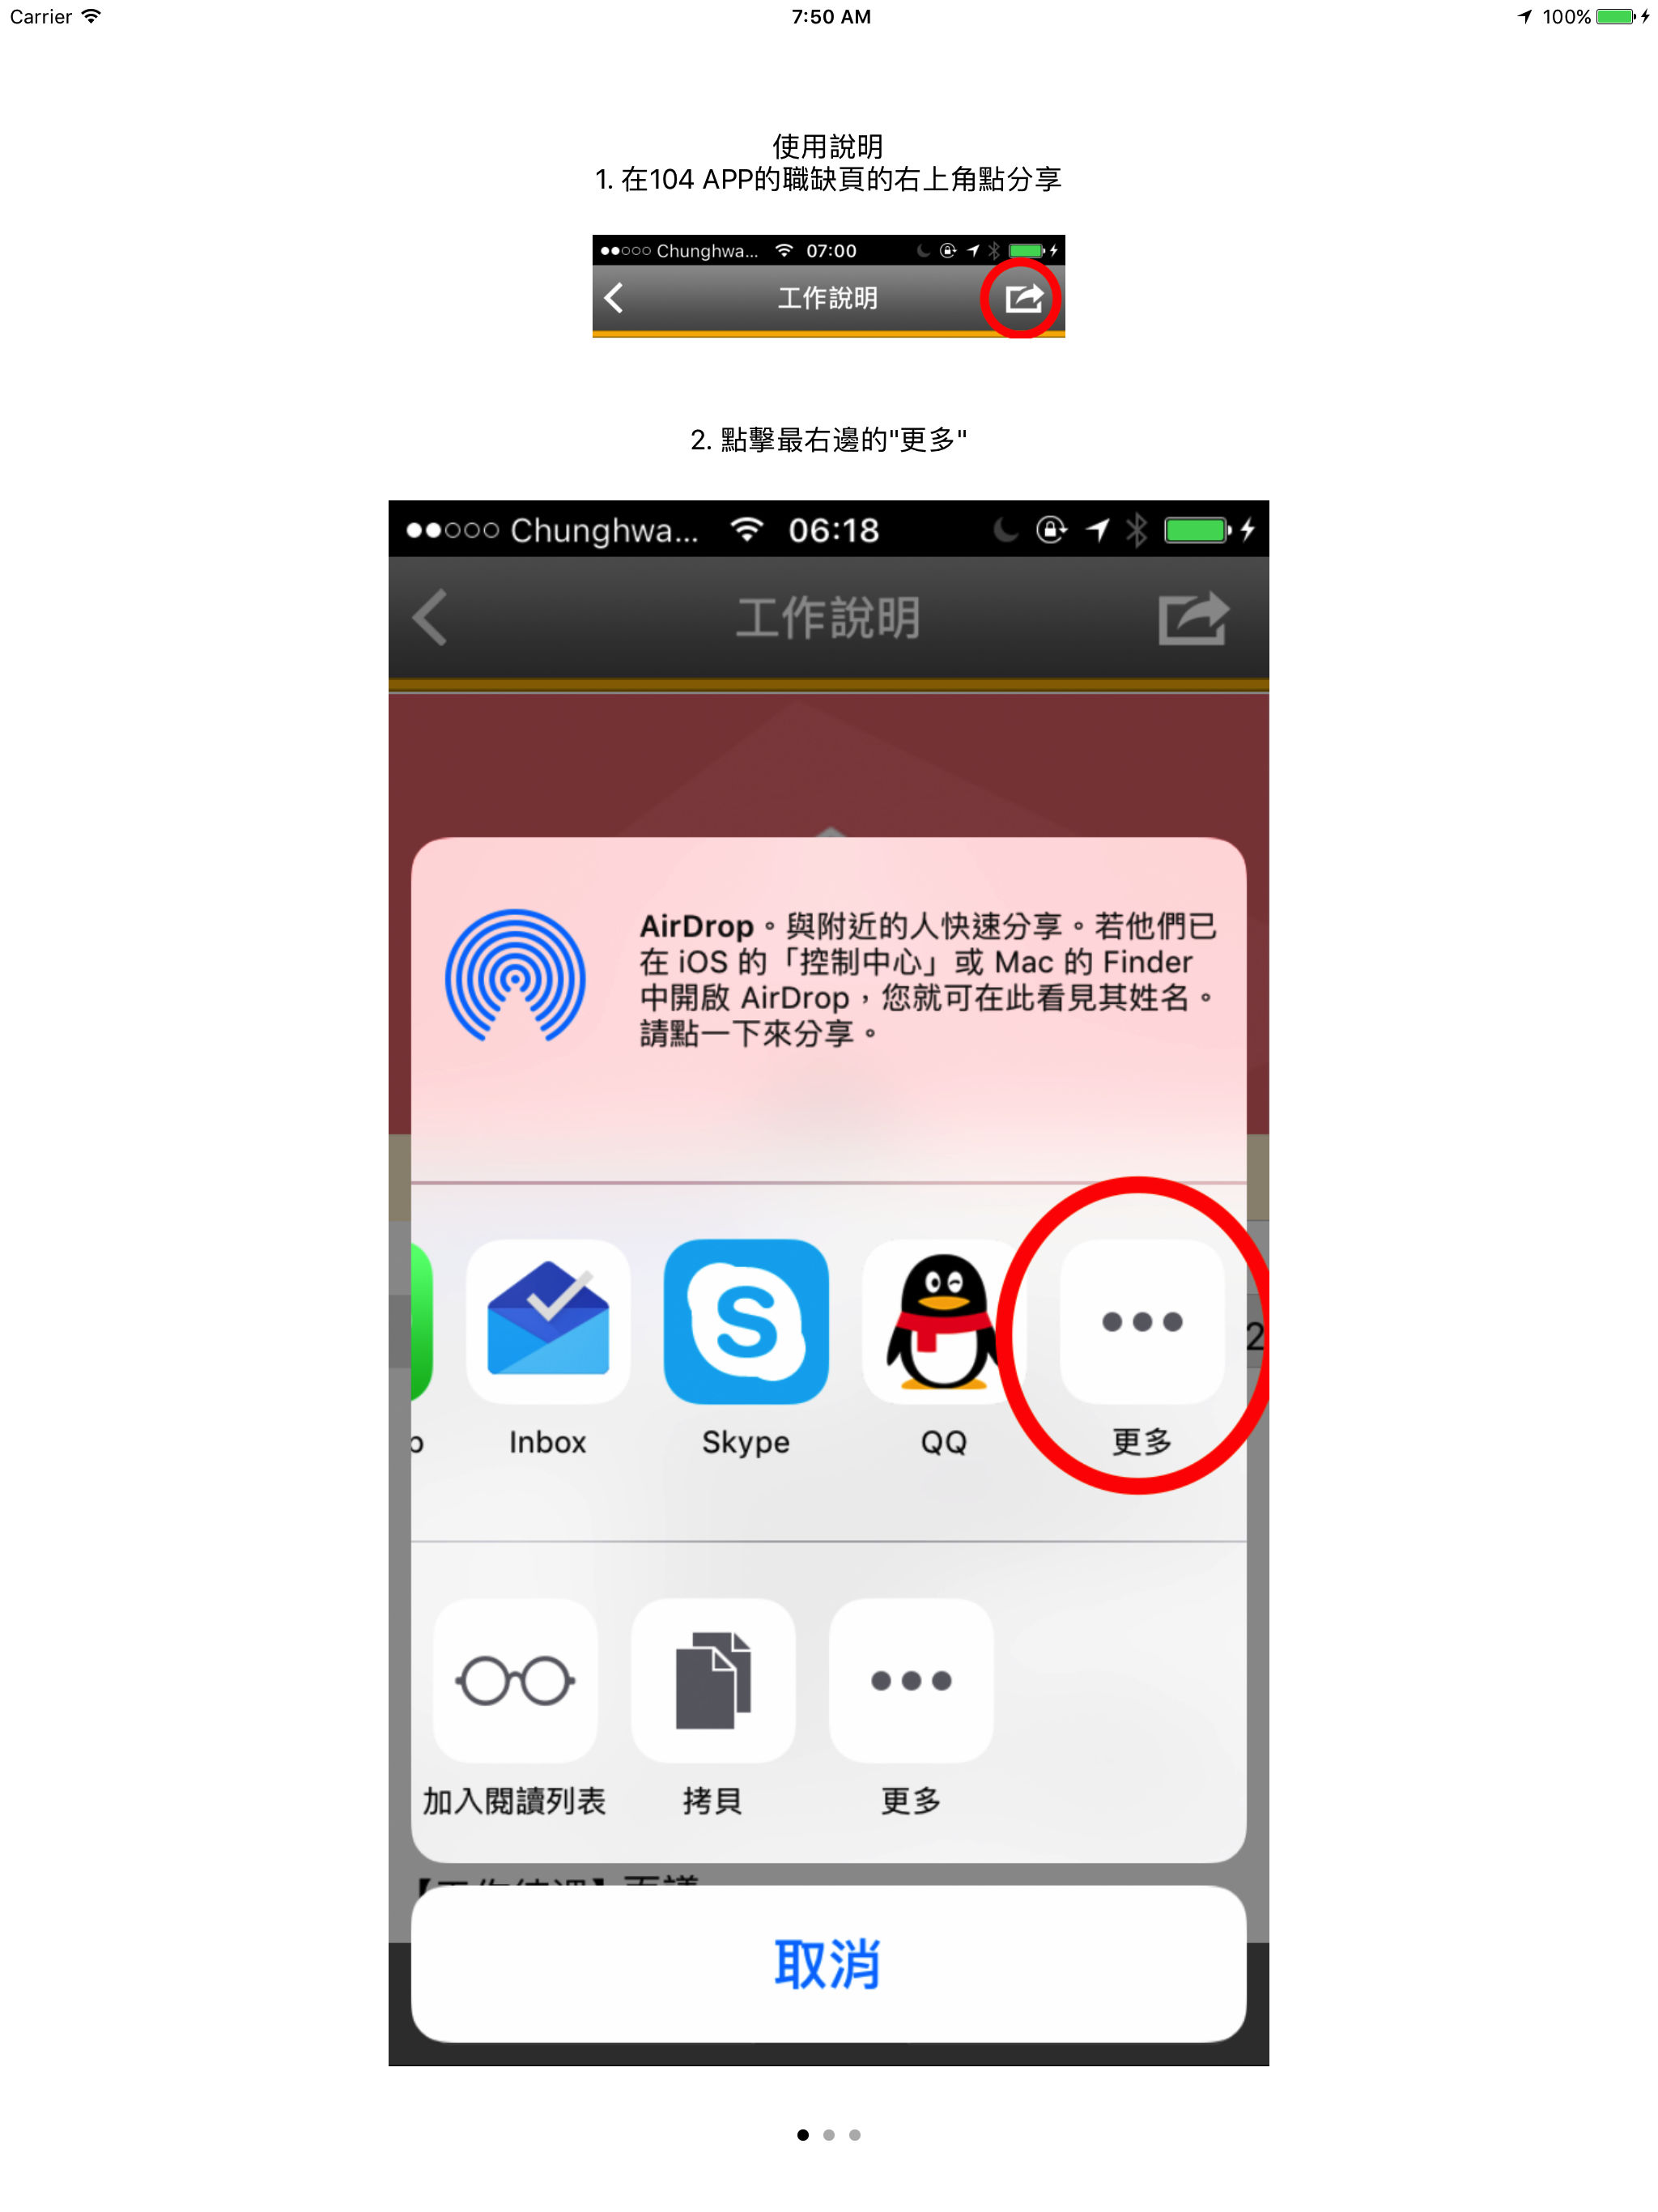 Carrier 7:50 AM 100%
使用說明
1. 在104 APP的職缺頁的右上角點分享
Chunghwa... 07:00
工作說明
2. 點擊最右邊的"更多"
Chunghwa... 06:18
工作說明
AirDrop。與附近的人快速分享。若他們已
在 iOS 的「控制中心」或 Mac 的 Finder
中開啟 AirDrop，您就可在此看見其姓名。
請點一下來分享。
2
p Inbox Skype QQ 更多
加入閱讀列表 拷貝 更多
取消